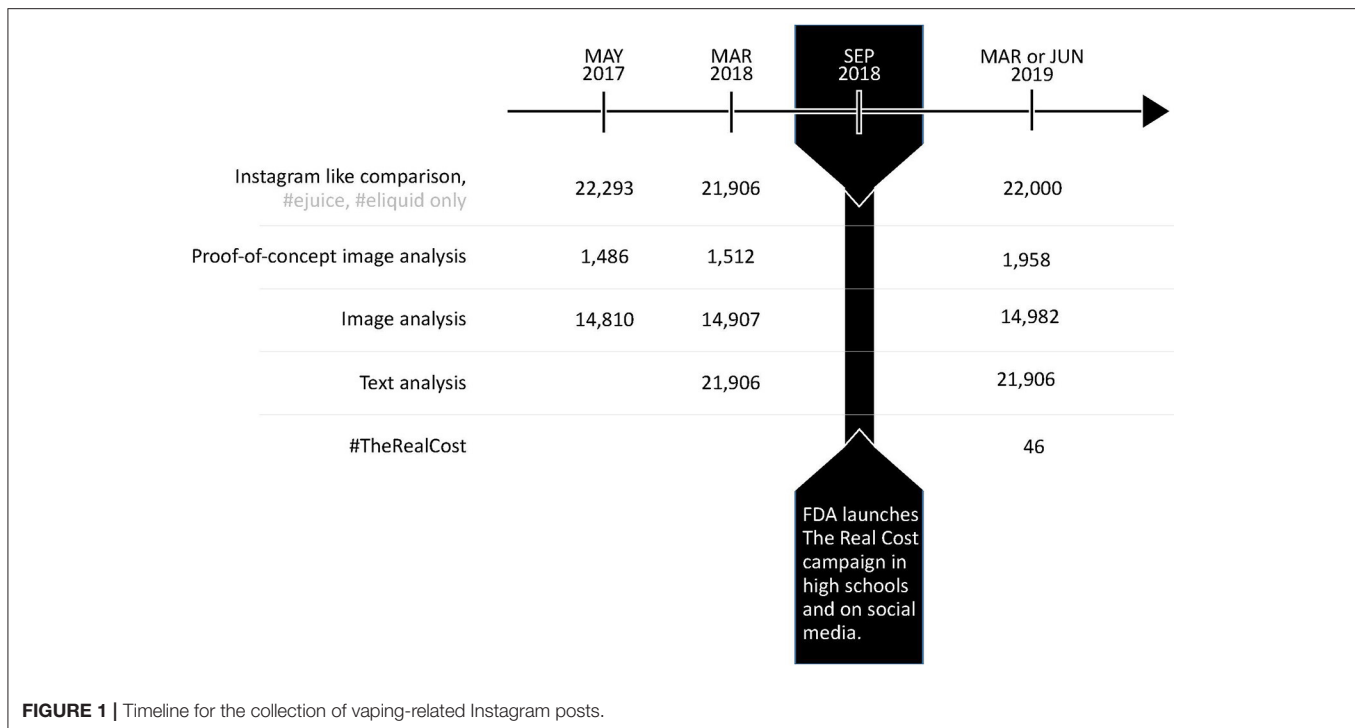 MAY
2017
MAR
2018
SEP
2018
MAR or JUN
2019
Instagram like comparison,
#ejuice, #eliquid only
22,293 21,906 22,000
Proof-of-concept image analysis 1,486 1,512 1,958
Image analysis 14,810 14,907 14,982
Text analysis 21,906 21,906
#TheRealCost 46
FDA launches
The Real Cost
campaign in
high schools
and on social
media.
FIGURE 1 | Timeline for the collection of vaping-related Instagram posts.